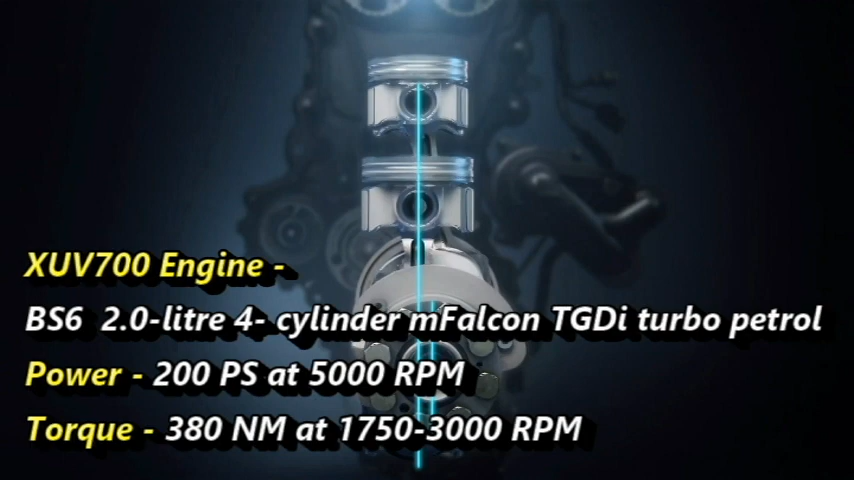 XUV700 Engine -
BS6 2.0-litre 4- cylinder mFalcon TGDi turbo petrol
Power - 200 PS at 5000 RPM
Torque - 380 NM at 1750-3000 RPM